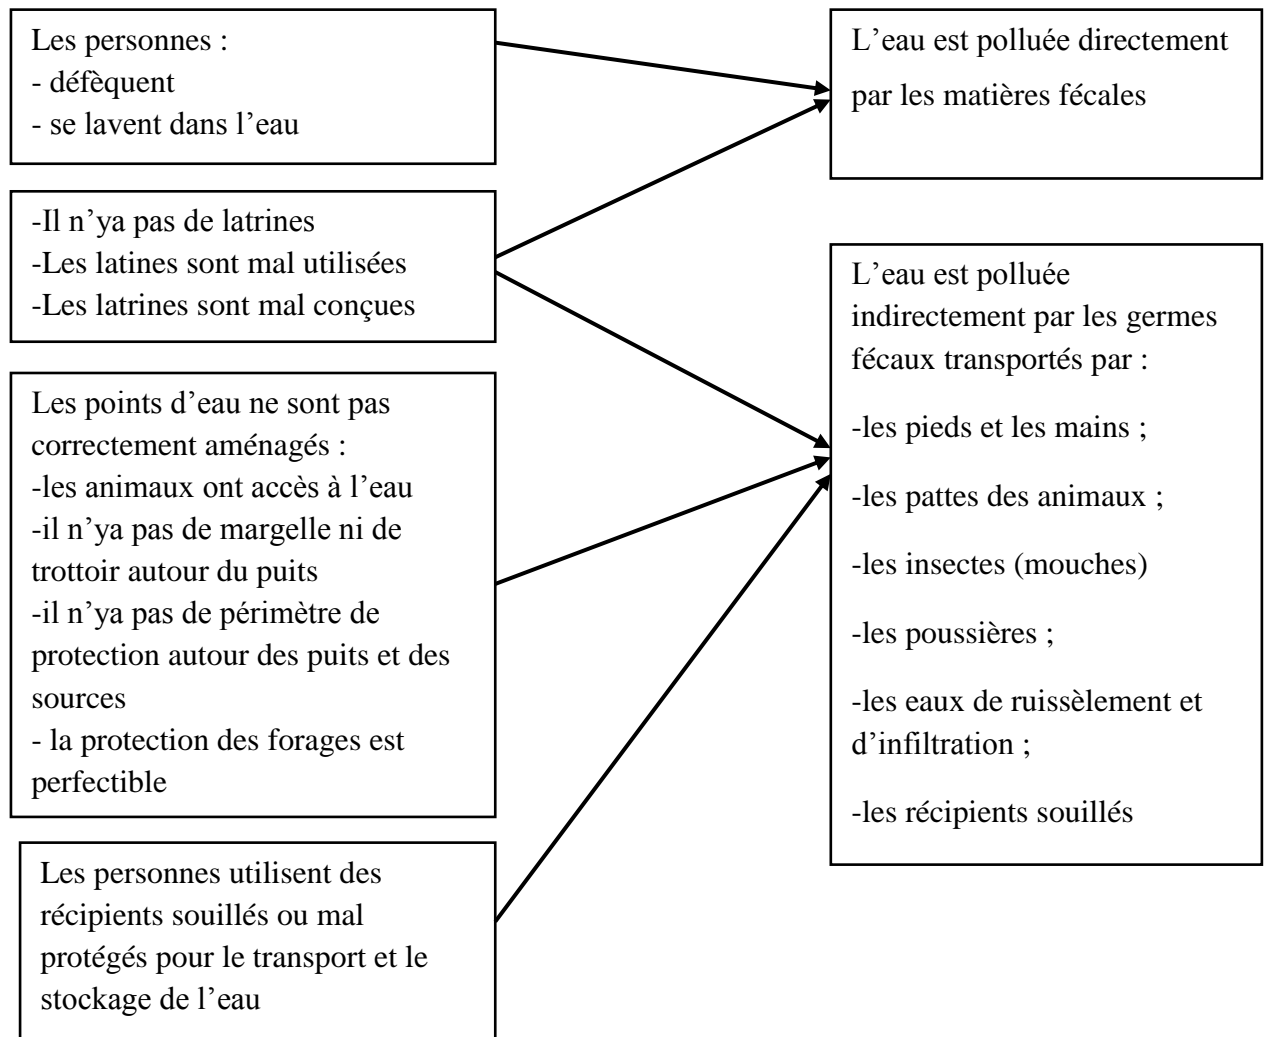 Les personnes :
- défèquent
- se lavent dans l’eau
-Il n’ya pas de latrines
-Les latines sont mal utilisées
-Les latrines sont mal conçues
Les points d’eau ne sont pas
correctement aménagés :
-les animaux ont accès à l’eau
-il n’ya pas de margelle ni de
trottoir autour du puits
-il n’ya pas de périmètre de
protection autour des puits et des
sources
- la protection des forages est
perfectible
Les personnes utilisent des
récipients souillés ou mal
protégés pour le transport et le
stockage de l’eau
L’eau est polluée directement
par les matières fécales
L’eau est polluée
indirectement par les germes
fécaux transportés par :
-les pieds et les mains ;
-les pattes des animaux ;
-les insectes (mouches)
-les poussières ;
-les eaux de ruissèlement et
d’infiltration ;
-les récipients souillés